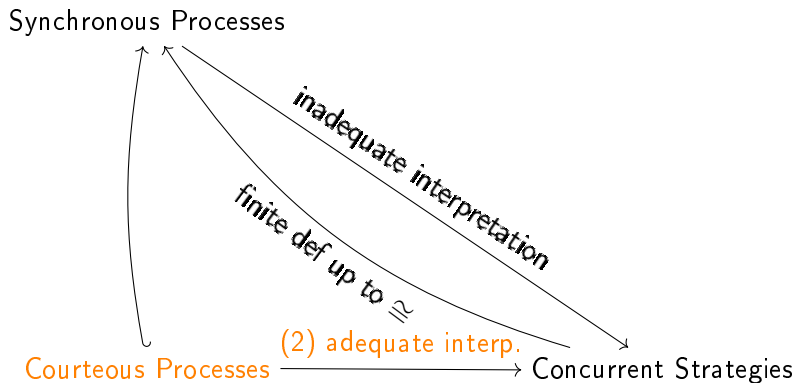 Synchronous Processes
inadequate interpretation
finite def up to ≅
(2) adequate interp.
Courteous Processes
Concurrent Strategies